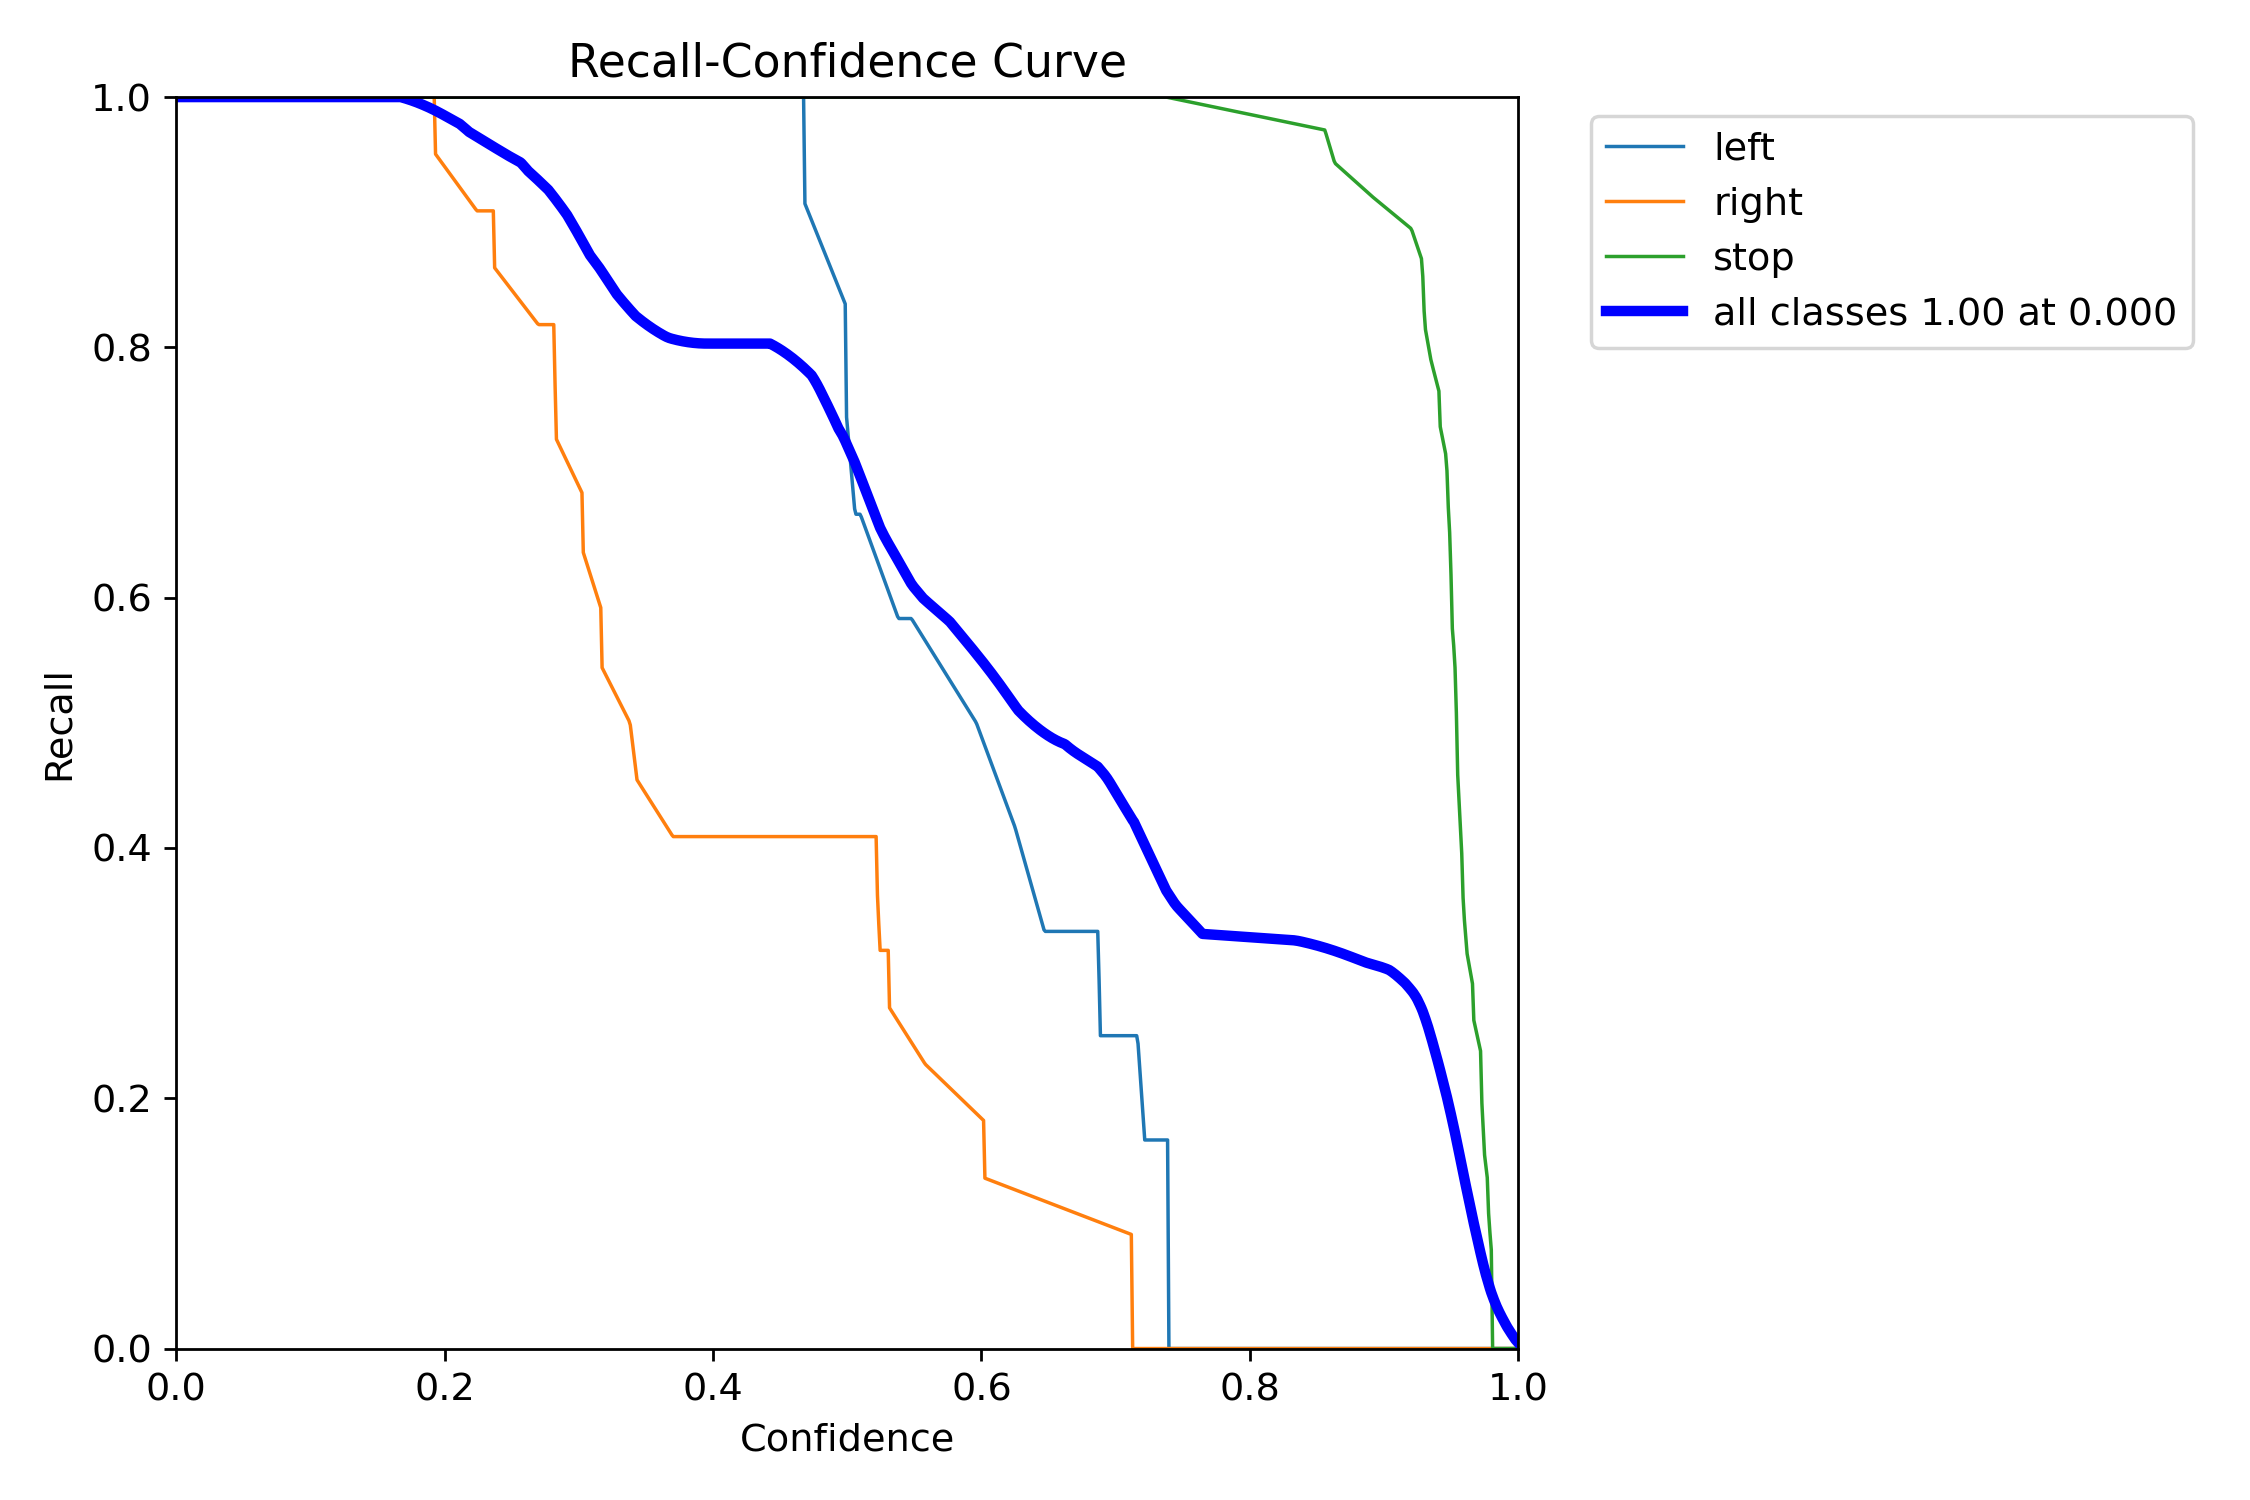 Recall-Confidence Curve
1.0
0.8
0.6
0.4
0.2
0.0
Recall
0.0 0.2 0.4 0.6 0.8 1.0
Confidence
left
right
stop
all classes 1.00 at 0.000